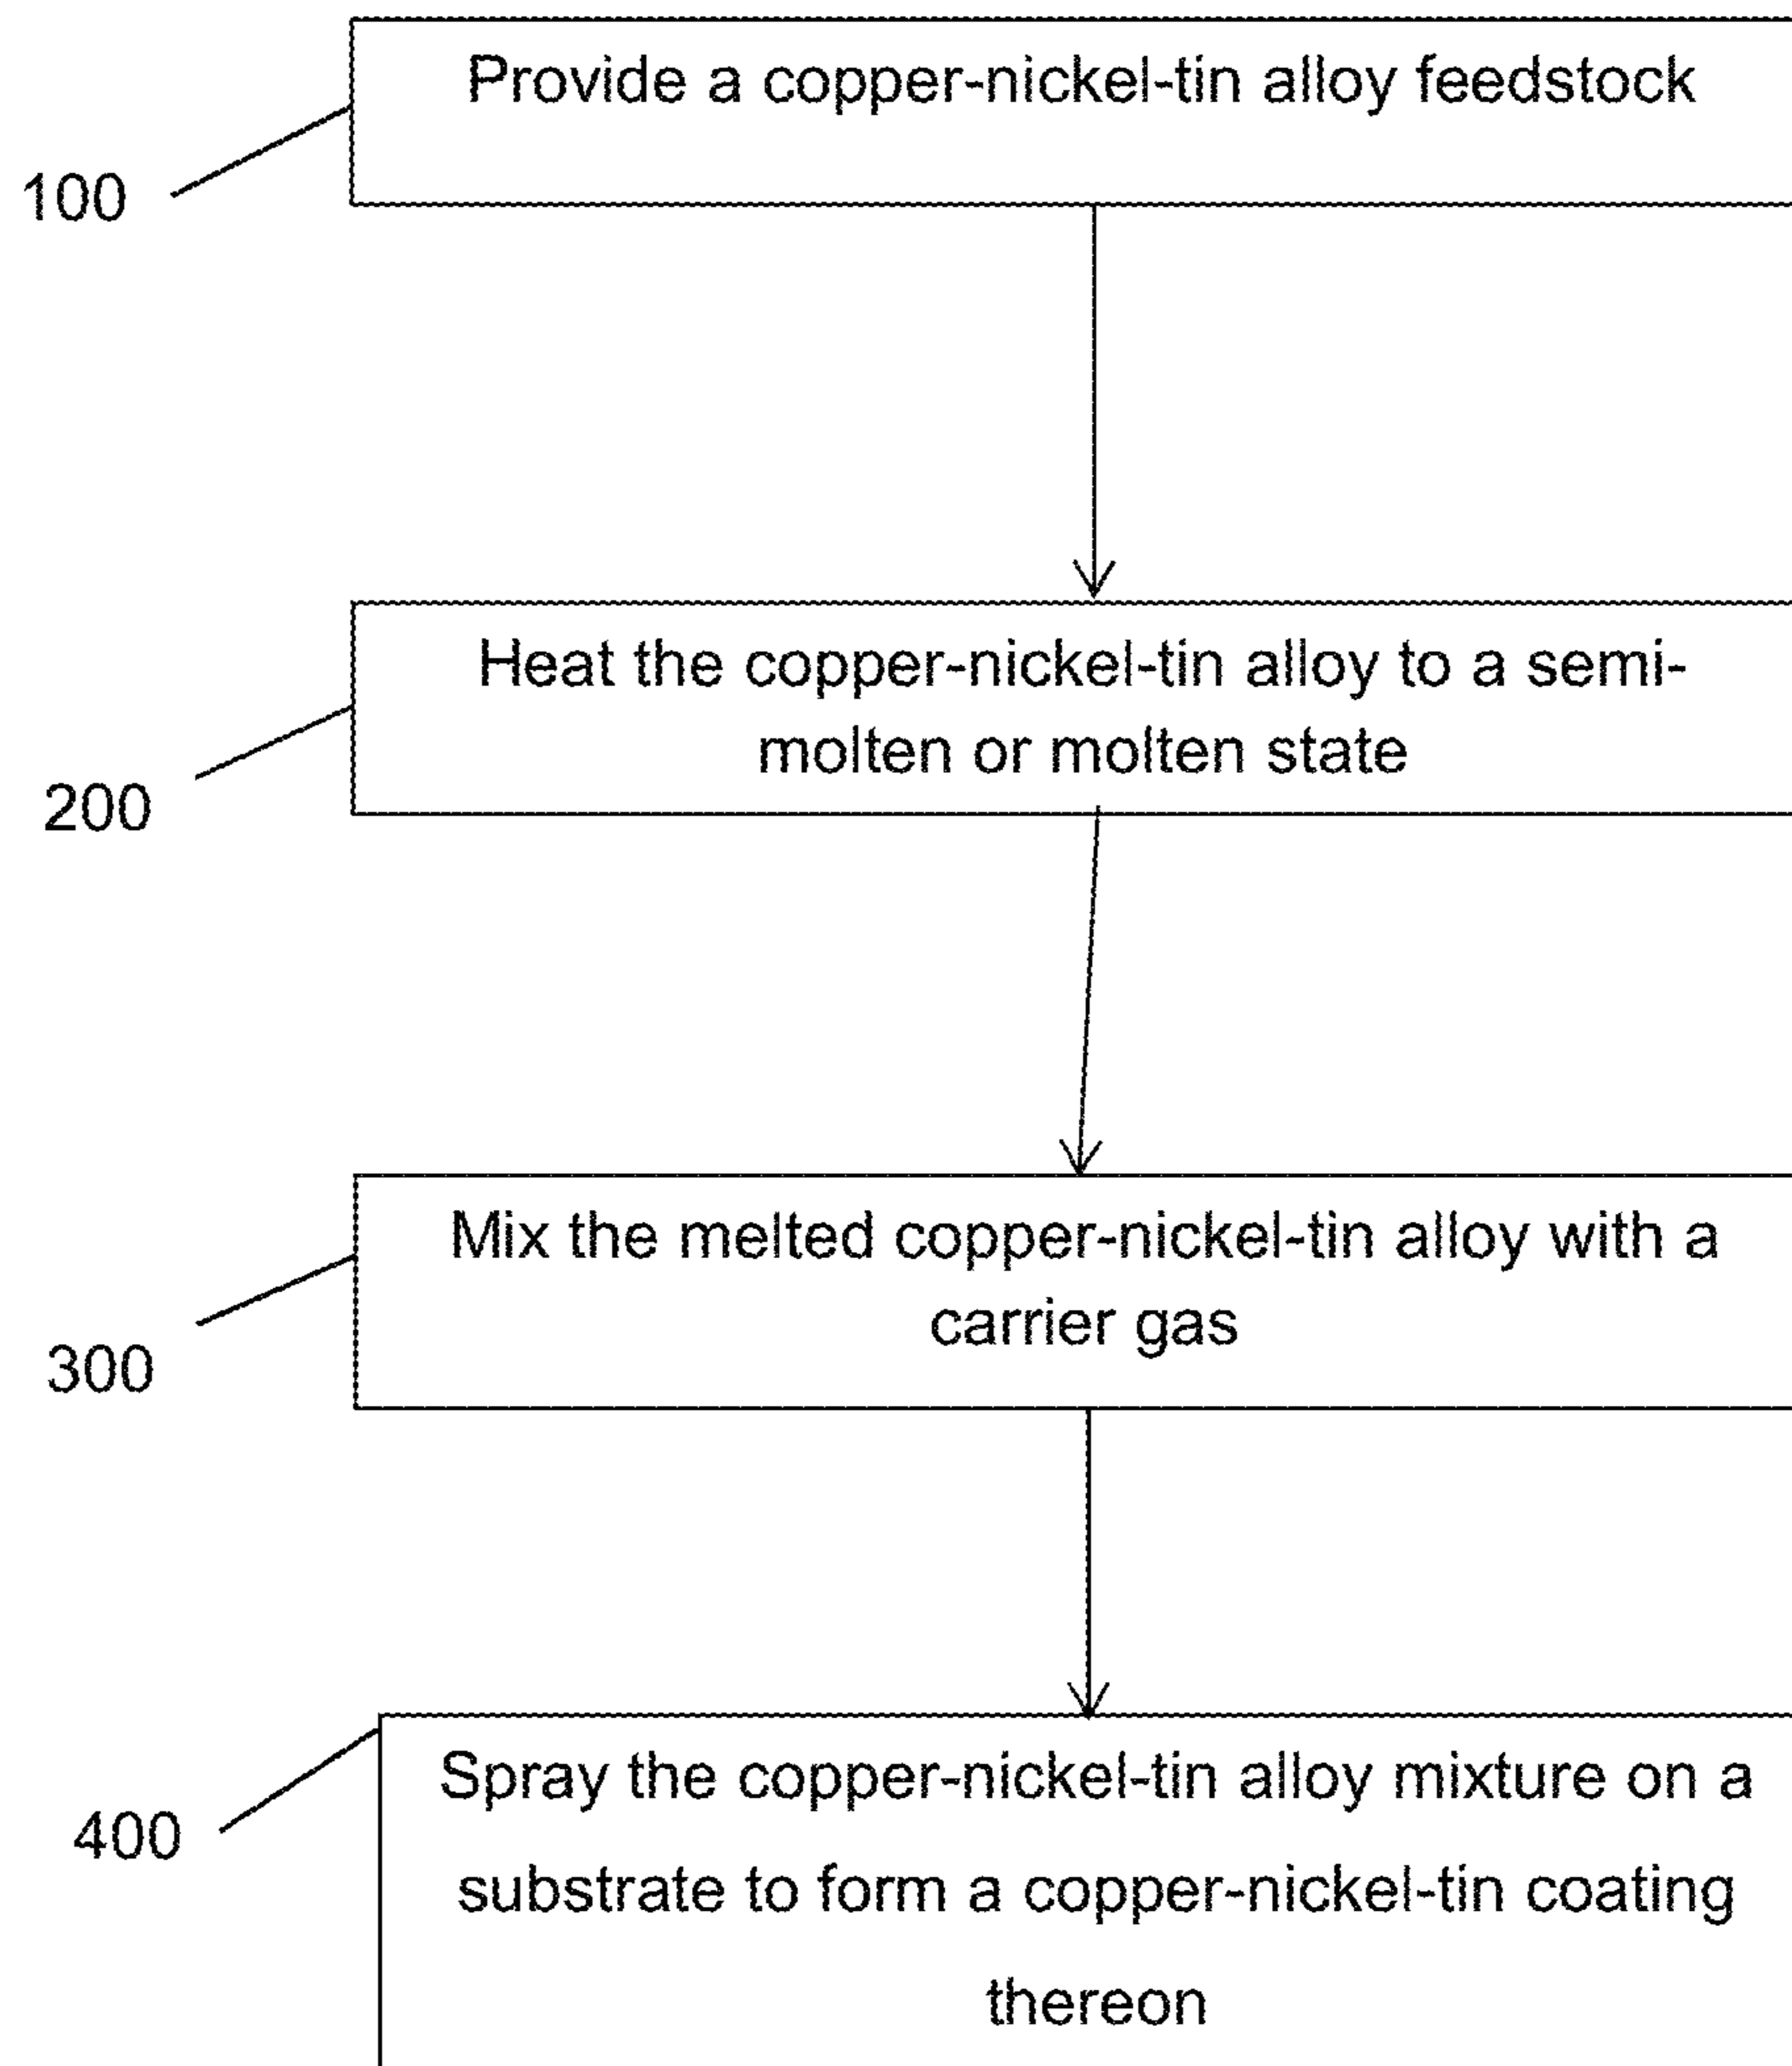 Provide a copper-nickel-tin alloy feedstock
100
Heat the copper-nickel-tin alloy to a semi-
molten or molten state
200
Mix the melted copper-nickel-tin alloy with a
carrier gas
300
Spray the copper-nickel-tin alloy mixture on a
400
substrate to form a copper-nickel-tin coating
thereon